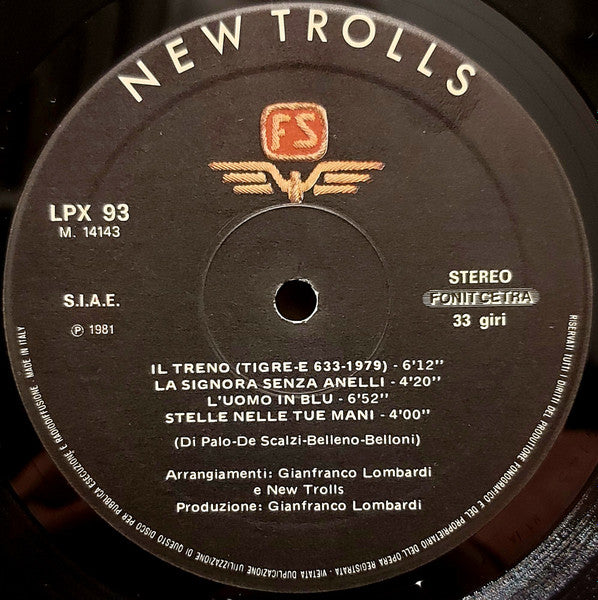 NEW TROLLS
FS
LPX 93
M. 14143
S.I.A.E.
℗ 1981
STEREO
FONIT CETRA
33 giri
IL TRENO (TIGRE-E 633-1979) - 6'12"
LA SIGNORA SENZA ANELLI - 4'20"
L'UOMO IN BLU - 6'52"
STELLE NELLE TUE MANI - 4'00"
(Di Palo-De Scalzi-Belleno-Belloni)
Arrangiamenti: Gianfranco Lombardi
e New Trolls
Produzione: Gianfranco Lombardi
RISERVATI TUTTI I DIRITTI DEL PRODUTTORE FONOGRAFICO E DEL PROPRIETARIO DELL'OPERA REGISTRATA - VIETATA DUPLICAZIONE UTILIZZAZIONE DI QUESTO DISCO PER PUBBLICA ESECUZIONE E RADIODIFFUSIONE - MADE IN ITALY